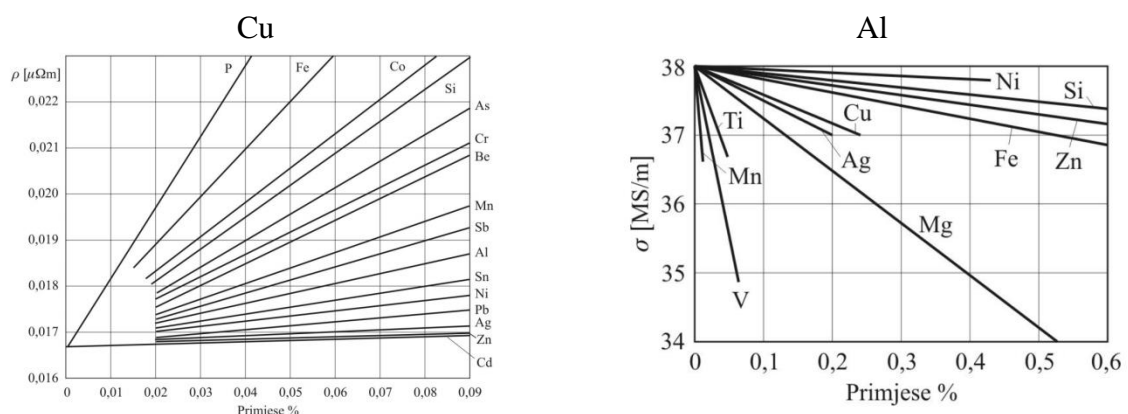 Cu
ρ [μΩm]
0,022
0,021
0,020
0,019
0,018
0,017
0,016
P
Fe
Co
Si
As
Cr
Be
Mn
Sb
Al
Sn
Ni
Pb
Ag
Zn
Cd
0 0,01 0,02 0,03 0,04 0,05 0,06 0,07 0,08 0,09
Primjese %
Al
σ [MS/m]
38
37
36
35
34
Ni
Si
Ti
Cu
Mn
Ag
Fe
Zn
Mg
V
0 0,1 0,2 0,3 0,4 0,5 0,6
Primjese %